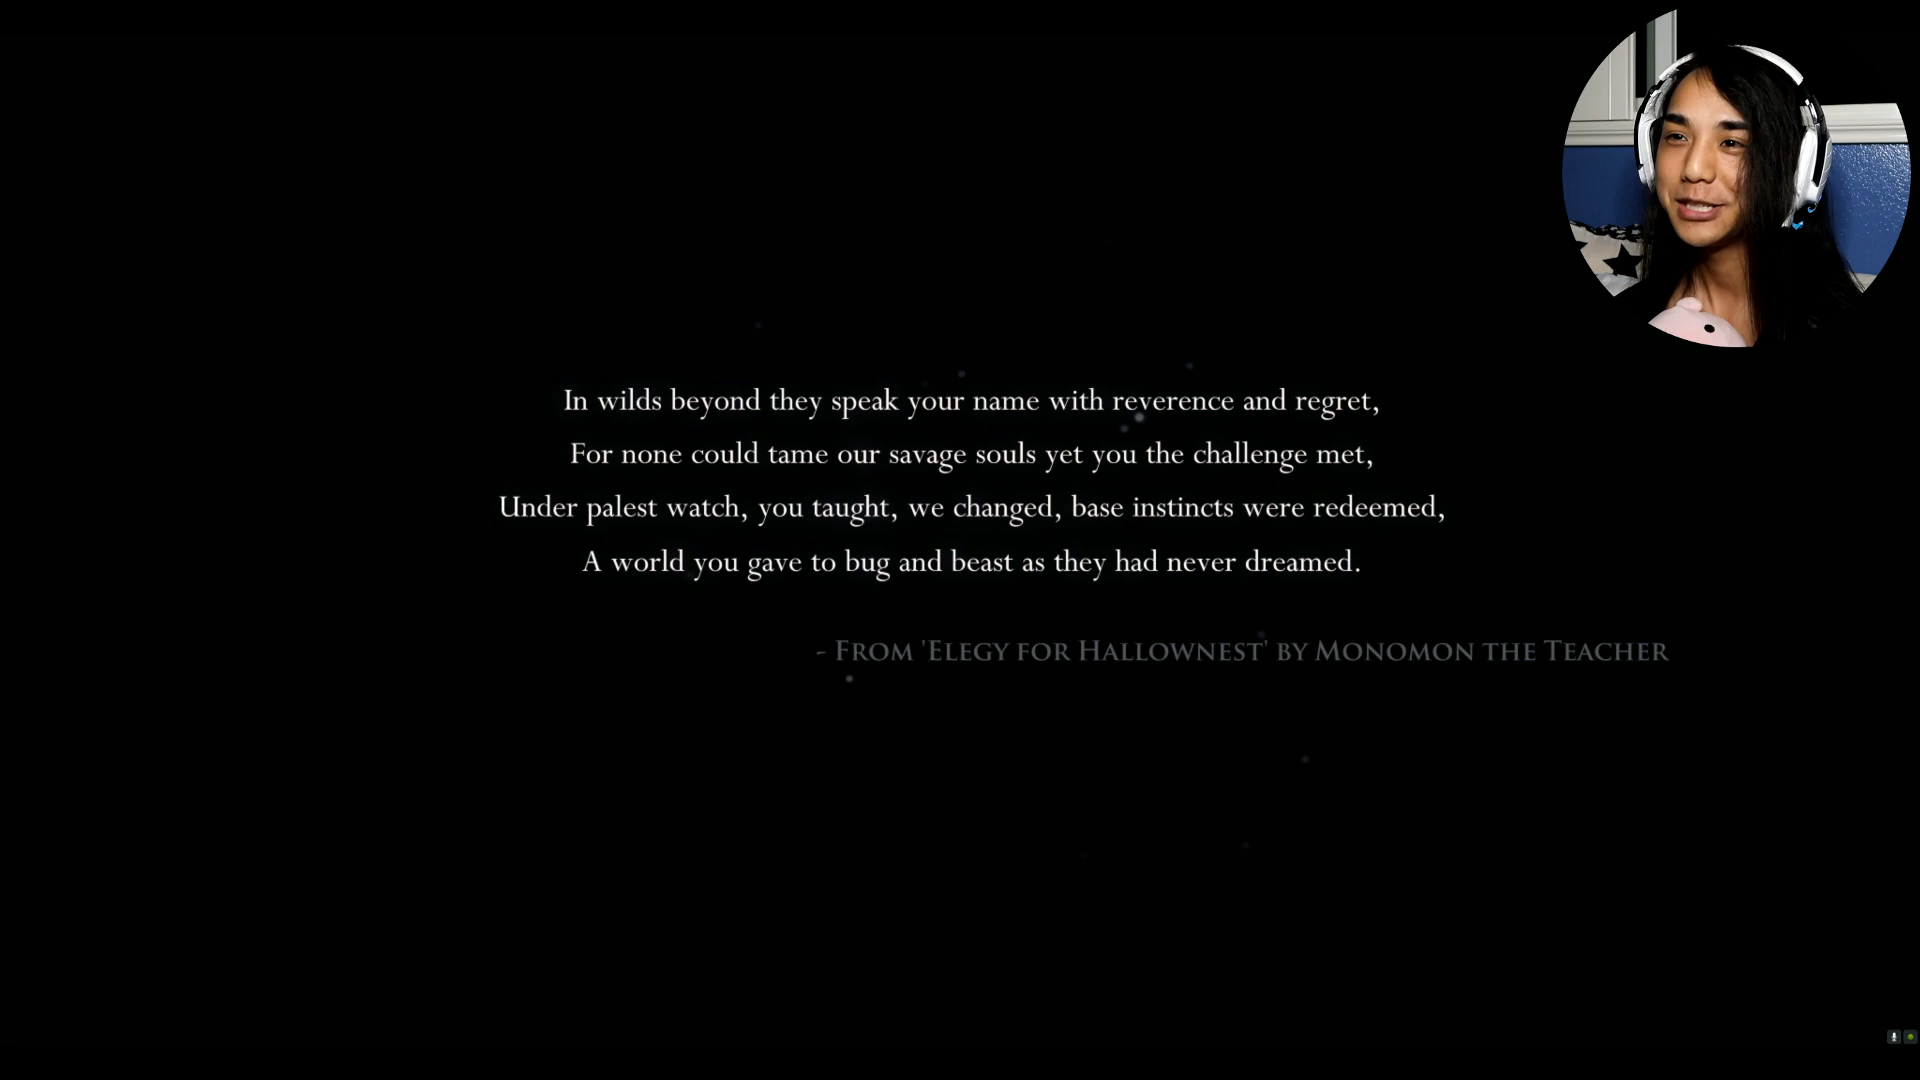 In wilds beyond they speak your name with reverence and regret,
For none could tame our savage souls yet you the challenge met,
Under palest watch, you taught, we changed, base instincts were redeemed,
A world you gave to bug and beast as they had never dreamed.
- From 'Elegy for Hallownest' by Monomon the Teacher